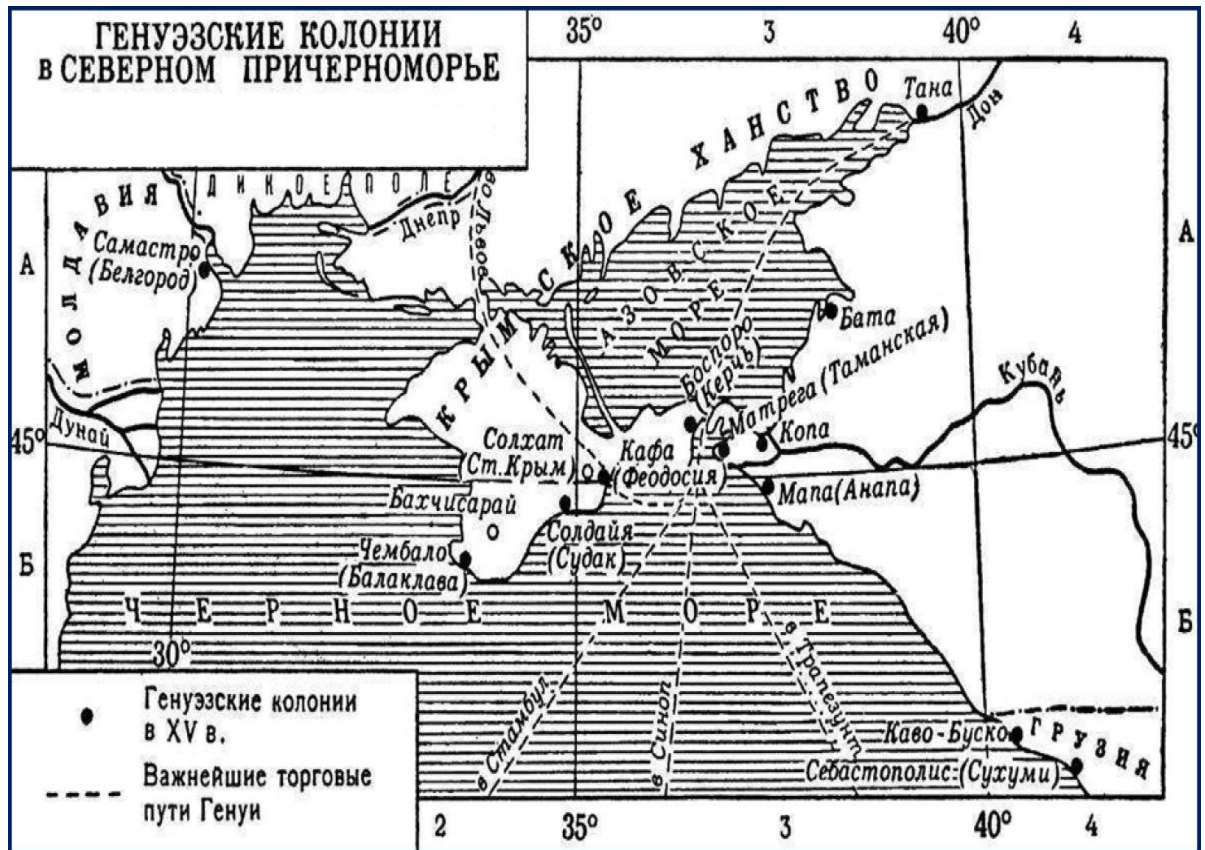 ГЕНУЭЗСКИЕ КОЛОНИИ
в СЕВЕРНОМ ПРИЧЕРНОМОРЬЕ
35° 3 40° 4
Тана
Дон
КРЫМСКОЕ ХАНСТВО
ДИКОЕ ПОЛЕ
МОЛДАВИЯ
Днепр
во Львов
А
А
Самастро
(Белгород)
АЗОВСКОЕ
МОРЕ
Бата
Боспоро
(Керчь)
Матрега (Таманская)
Кубань
Дунай
45°
45°
Копа
Солхат
(Ст.Крым)
Кафа
(Феодосия)
Мапа(Анапа)
Бахчисарай
Солдайя
(Судак)
Чембало
(Балаклава)
Б
Б
ЧЕРНОЕ МОРЕ
30°
в Стамбул
в Синоп
в Трапезунт
Каво-Буско
ГРУЗИЯ
Себастополис (Сухуми)
Генуэзские колонии
в XV в.
Важнейшие торговые
пути Генуи
2 35° 3 40° 4